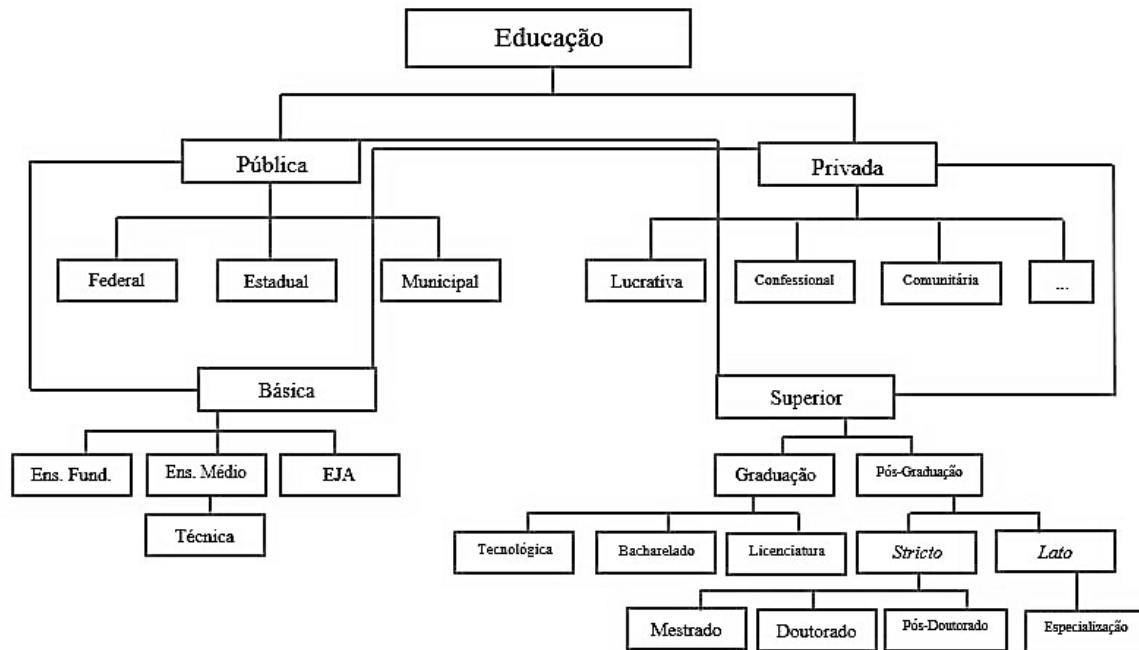 Educação
Pública
Privada
Federal
Estadual
Municipal
Lucrativa
Confessional
Comunitária
...
Básica
Superior
Ens. Fund.
Ens. Médio
EJA
Graduação
Pós-Graduação
Técnica
Tecnológica
Bacharelado
Licenciatura
Stricto
Lato
Mestrado
Doutorado
Pós-Doutorado
Especialização